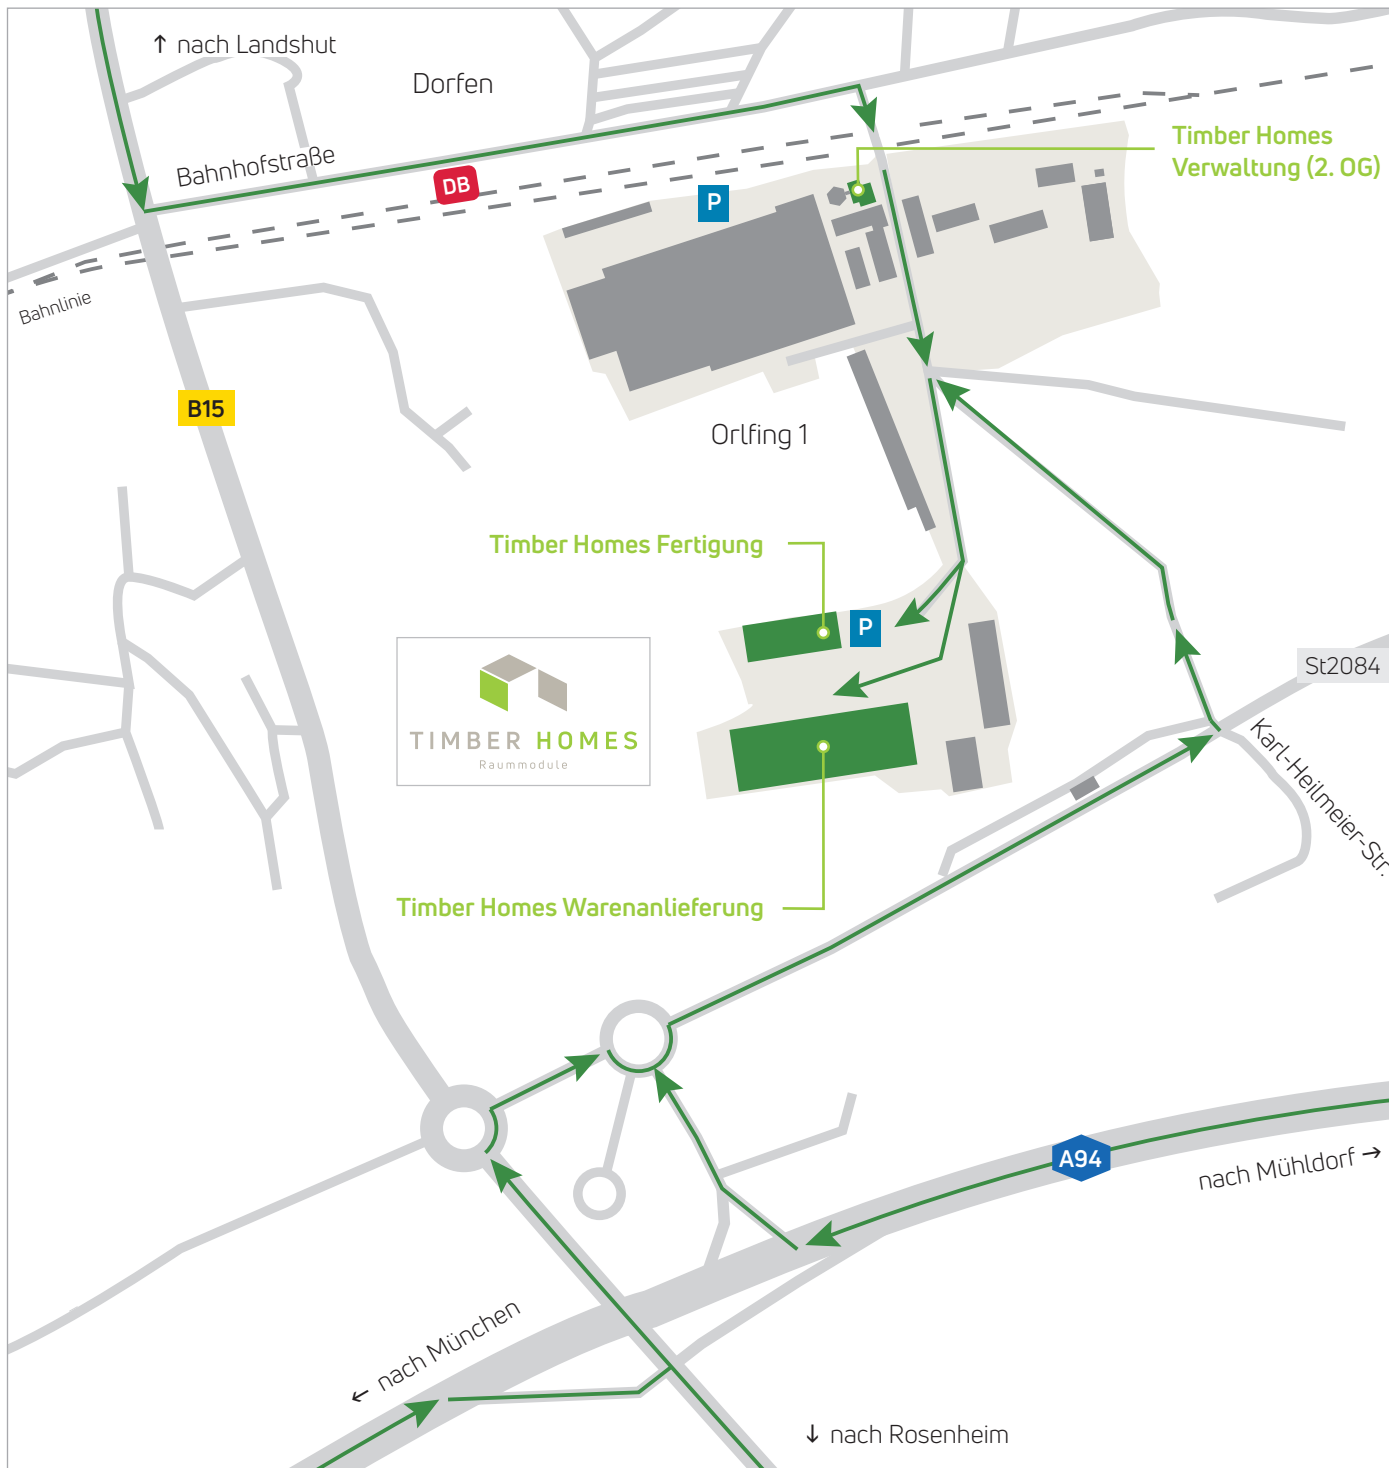 ↑ nach Landshut
Dorfen
Bahnhofstraße
DB
P
Timber Homes
Verwaltung (2. OG)
Bahnlinie
B15
Orlfing 1
Timber Homes Fertigung
P
TIMBER HOMES
Raummodule
St2084
Karl-Heilmeier-Str.
Timber Homes Warenanlieferung
A94
nach Mühldorf →
← nach München
↓ nach Rosenheim